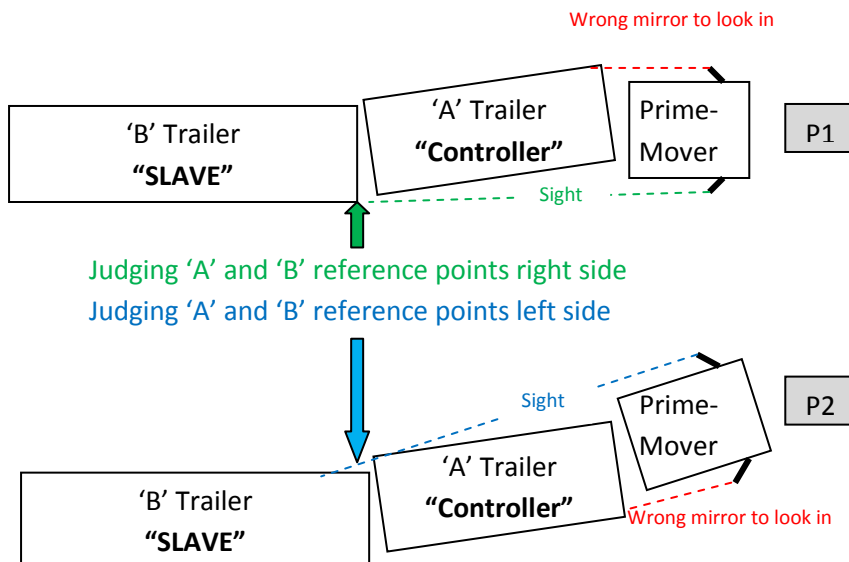 Wrong mirror to look in
'B' Trailer
“SLAVE”
'A' Trailer
“Controller”
Prime-
Mover
P1
Sight
Judging 'A' and 'B' reference points right side
Judging 'A' and 'B' reference points left side
Sight
Prime-
Mover
P2
'A' Trailer
“Controller”
'B' Trailer
“SLAVE”
Wrong mirror to look in